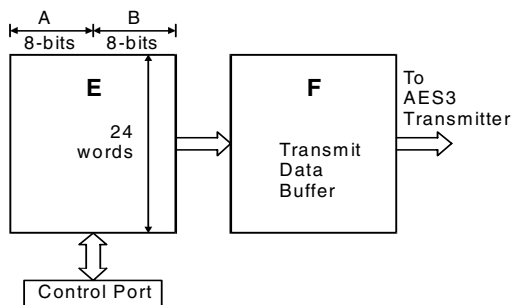 A B
8-bits 8-bits
E
24
words
F
Transmit
Data
Buffer
To
AES3
Transmitter
Control Port